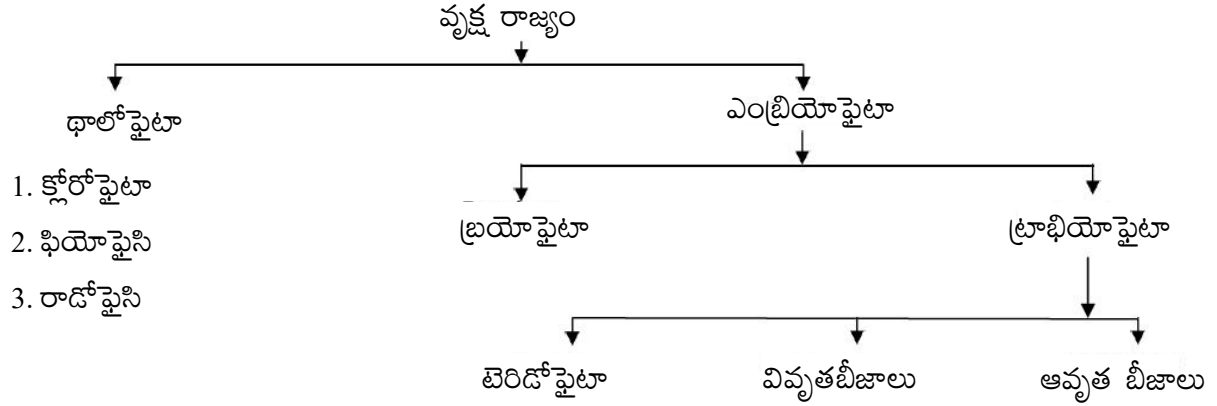 వృక్ష రాజ్యం
థాలోఫైటా
ఎంబ్రియోఫైటా
1. క్లోరోఫైటా
2. ఫియోఫైసి
3. రాడోఫైసి
బ్రయోఫైటా
ట్రాభియోఫైటా
టెరిడోఫైటా
వివృతబీజాలు
ఆవృత బీజాలు